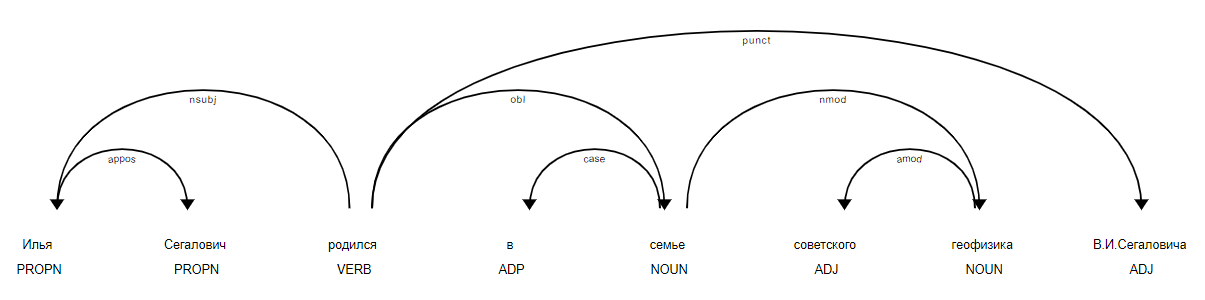 punct
nsubj obl nmod
appos case amod
Илья Сегалович родился в семье советского геофизика В.И.Сегаловича
PROPN PROPN VERB ADP NOUN ADJ NOUN ADJ